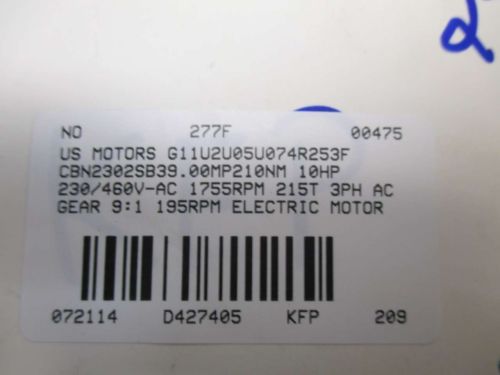 NO 277F 00475
US MOTORS G11U2U05U074R253F
CBN2302SB39.00MP210NM 10HP
230/460V-AC 1755RPM 215T 3PH AC
GEAR 9:1 195RPM ELECTRIC MOTOR
072114 D427405 KFP 209